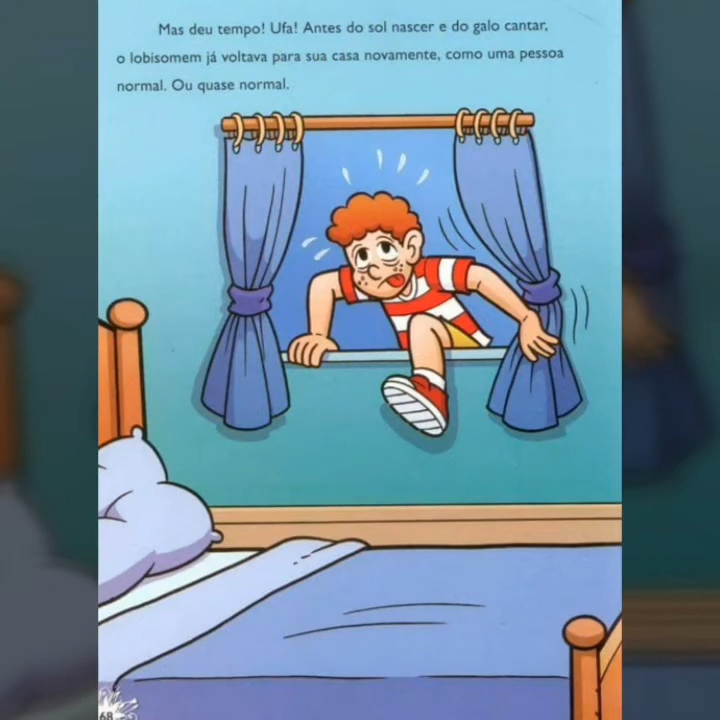 Mas deu tempo! Ufa! Antes do sol nascer e do galo cantar,
o lobisomem já voltava para sua casa novamente, como uma pessoa
normal. Ou quase normal.
68